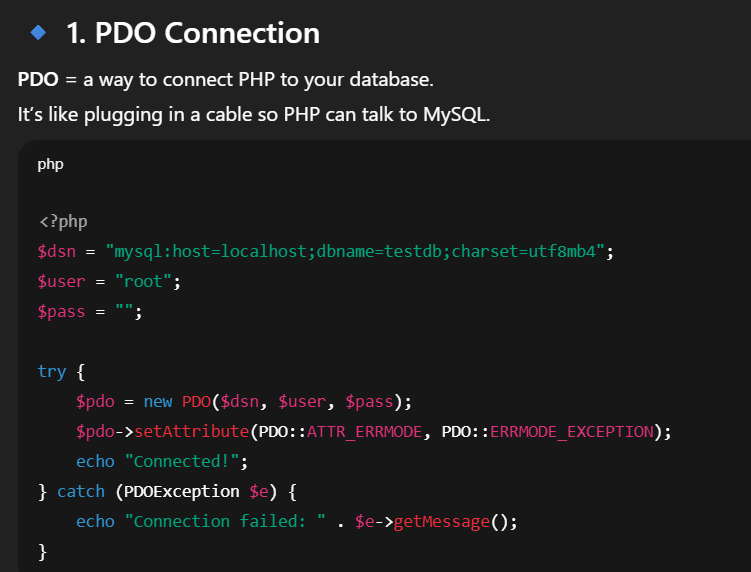 1. PDO Connection
PDO = a way to connect PHP to your database.
It's like plugging in a cable so PHP can talk to MySQL.
php
<?php
$dsn = "mysql:host=localhost;dbname=testdb;charset=utf8mb4";
$user = "root";
$pass = "";
try {
    $pdo = new PDO($dsn, $user, $pass);
    $pdo->setAttribute(PDO::ATTR_ERRMODE, PDO::ERRMODE_EXCEPTION);
    echo "Connected!";
} catch (PDOException $e) {
    echo "Connection failed: " . $e->getMessage();
}